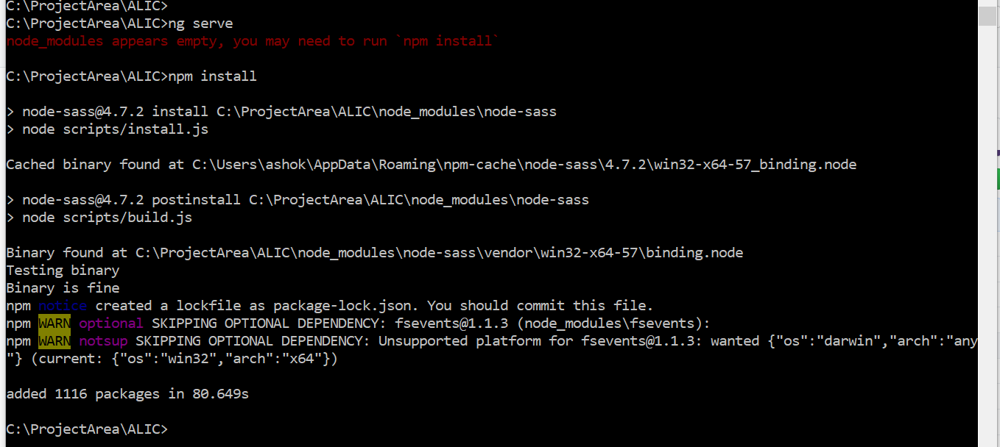 C:\ProjectArea\ALIC>
C:\ProjectArea\ALIC>ng serve
node_modules appears empty, you may need to run `npm install`
C:\ProjectArea\ALIC>npm install
> node-sass@4.7.2 install C:\ProjectArea\ALIC\node_modules\node-sass
> node scripts/install.js
Cached binary found at C:\Users\ashok\AppData\Roaming\npm-cache\node-sass\4.7.2\win32-x64-57_binding.node
> node-sass@4.7.2 postinstall C:\ProjectArea\ALIC\node_modules\node-sass
> node scripts/build.js
Binary found at C:\ProjectArea\ALIC\node_modules\node-sass\vendor\win32-x64-57\binding.node
Testing binary
Binary is fine
npm notice created a lockfile as package-lock.json. You should commit this file.
npm WARN optional SKIPPING OPTIONAL DEPENDENCY: fsevents@1.1.3 (node_modules\fsevents):
npm WARN notsup SKIPPING OPTIONAL DEPENDENCY: Unsupported platform for fsevents@1.1.3: wanted {"os":"darwin","arch":"any
"} (current: {"os":"win32","arch":"x64"})
added 1116 packages in 80.649s
C:\ProjectArea\ALIC>